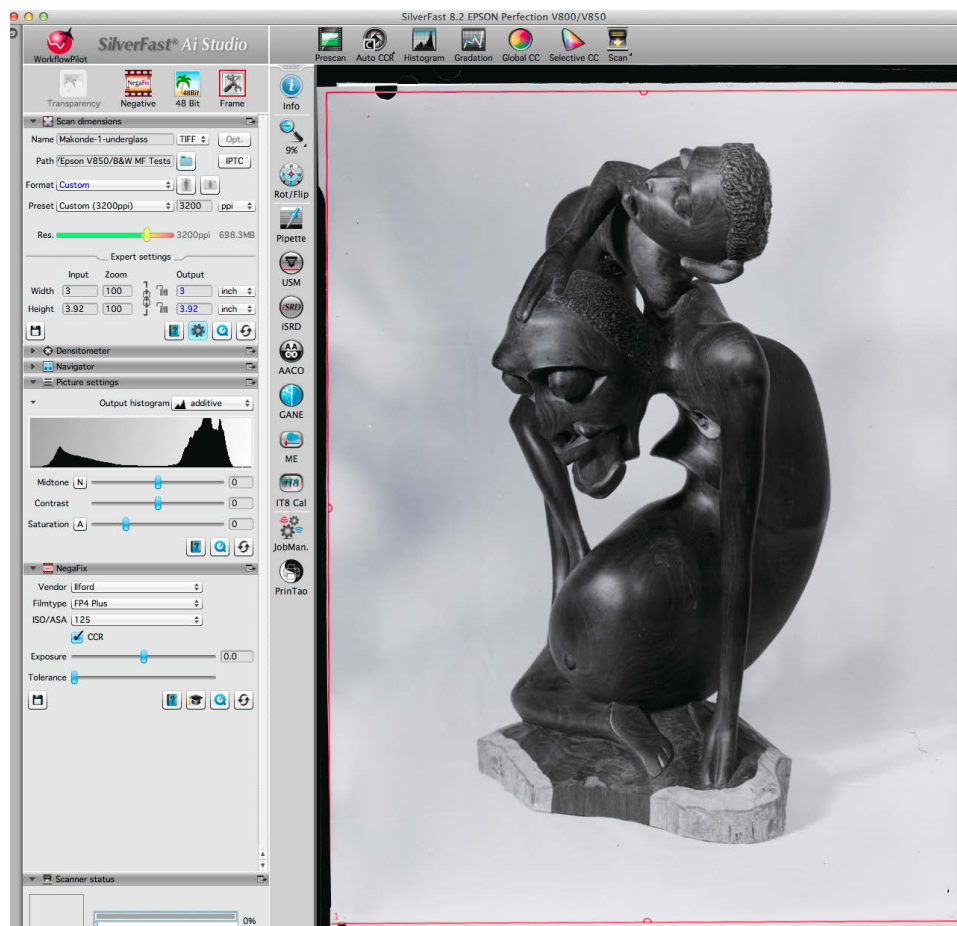 SilverFast 8.2 EPSON Perfection V800/V850
WorkflowPilot
SilverFast® Ai Studio
Prescan Auto CCR Histogram Gradation Global CC Selective CC Scan
NegaFix
48Bit
Transparency Negative 48 Bit Frame
Scan dimensions
Name Makonde-1-underglass TIFF Opt.
Path /Epson V850/B&W MF Tests IPTC
Format Custom
Preset Custom (3200ppi) 3200 ppi
Res. 3200ppi 698.3MB
Expert settings
Input Zoom Output
Width 3 100 3 inch
Height 3.92 100 3.92 inch
Densitometer
Navigator
Picture settings
Output histogram additive
Midtone N 0
Contrast 0
Saturation A 0
NegaFix
Vendor Ilford
Filmtype FP4 Plus
ISO/ASA 125
CCR
Exposure 0.0
Tolerance
Scanner status
0%
Info
9%
Rot/Flip
Pipette
USM
iSRD
iSRD
AA
CO
AACO
GANE
ME
IT8
IT8 Cal
JobMan.
PrinTao
1